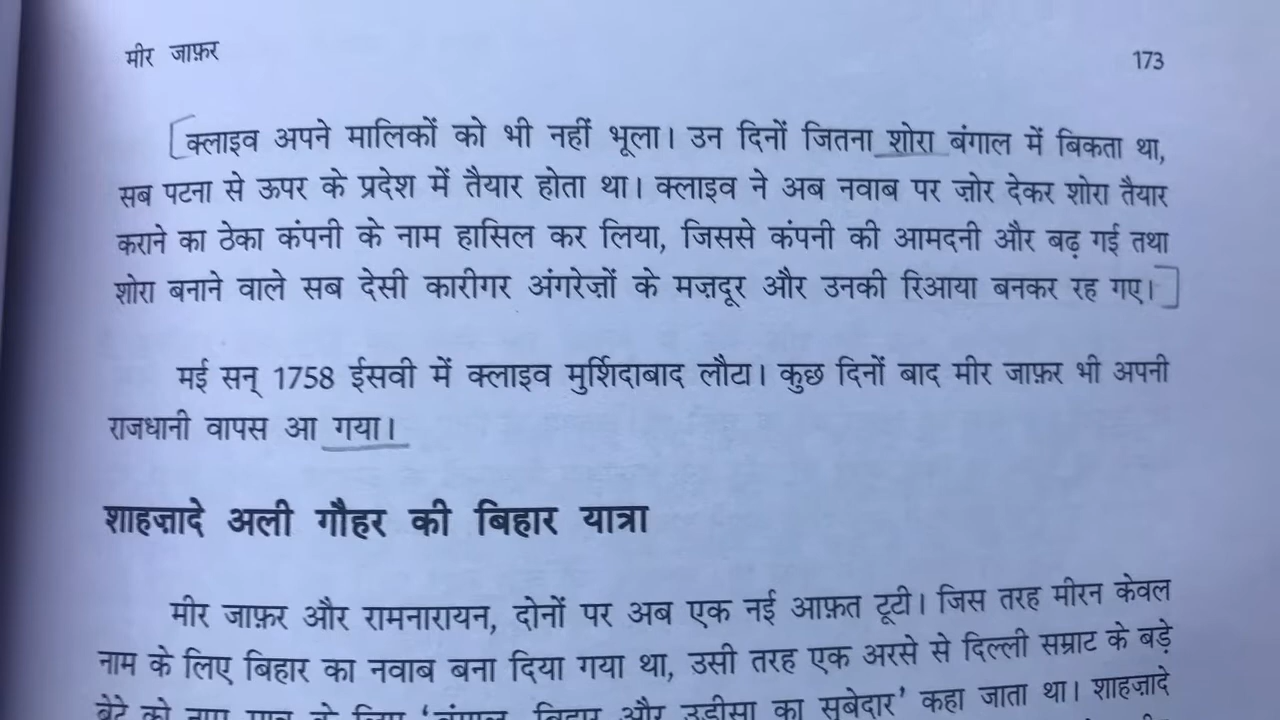 मीर जाफ़र
173
क्लाइव अपने मालिकों को भी नहीं भूला। उन दिनों जितना शोरा बंगाल में बिकता था,
सब पटना से ऊपर के प्रदेश में तैयार होता था। क्लाइव ने अब नवाब पर ज़ोर देकर शोरा तैयार
कराने का ठेका कंपनी के नाम हासिल कर लिया, जिससे कंपनी की आमदनी और बढ़ गई तथा
शोरा बनाने वाले सब देसी कारीगर अंगरेज़ों के मज़दूर और उनकी रिआया बनकर रह गए।
मई सन् 1758 ईसवी में क्लाइव मुर्शिदाबाद लौटा। कुछ दिनों बाद मीर जाफ़र भी अपनी
राजधानी वापस आ गया।
शाहज़ादे अली गौहर की बिहार यात्रा
मीर जाफ़र और रामनारायन, दोनों पर अब एक नई आफ़त टूटी। जिस तरह मीरन केवल
नाम के लिए बिहार का नवाब बना दिया गया था, उसी तरह एक अरसे से दिल्ली सम्राट के बड़े
बेटे को नाम मात्र के लिए ‘बंगाल, बिहार और उड़ीसा का सूबेदार’ कहा जाता था। शाहज़ादे